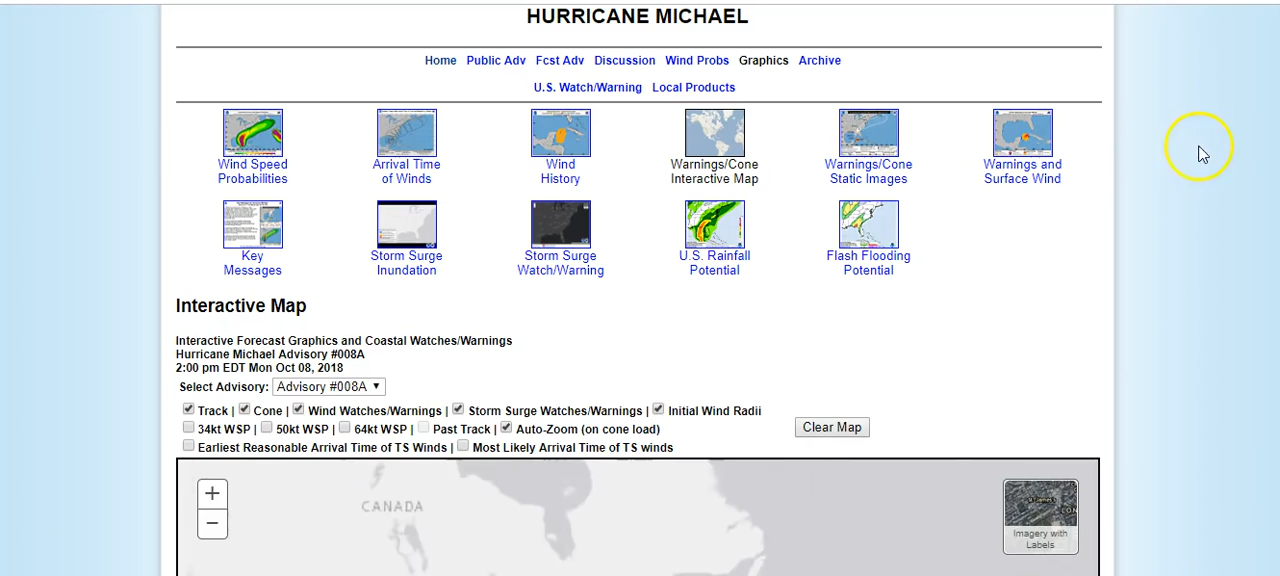 HURRICANE MICHAEL
Home Public Adv Fcst Adv Discussion Wind Probs Graphics Archive
U.S. Watch/Warning Local Products
Wind Speed Probabilities
Arrival Time of Winds
Wind History
Warnings/Cone Interactive Map
Warnings/Cone Static Images
Warnings and Surface Wind
Key Messages
Storm Surge Inundation
Storm Surge Watch/Warning
U.S. Rainfall Potential
Flash Flooding Potential
Interactive Map
Interactive Forecast Graphics and Coastal Watches/Warnings
Hurricane Michael Advisory #008A
2:00 pm EDT Mon Oct 08, 2018
Select Advisory: Advisory #008A
Track | Cone | Wind Watches/Warnings | Storm Surge Watches/Warnings | Initial Wind Radii
34kt WSP | 50kt WSP | 64kt WSP | Past Track | Auto-Zoom (on cone load)
Clear Map
Earliest Reasonable Arrival Time of TS Winds | Most Likely Arrival Time of TS winds
+
−
CANADA
Imagery with
Labels